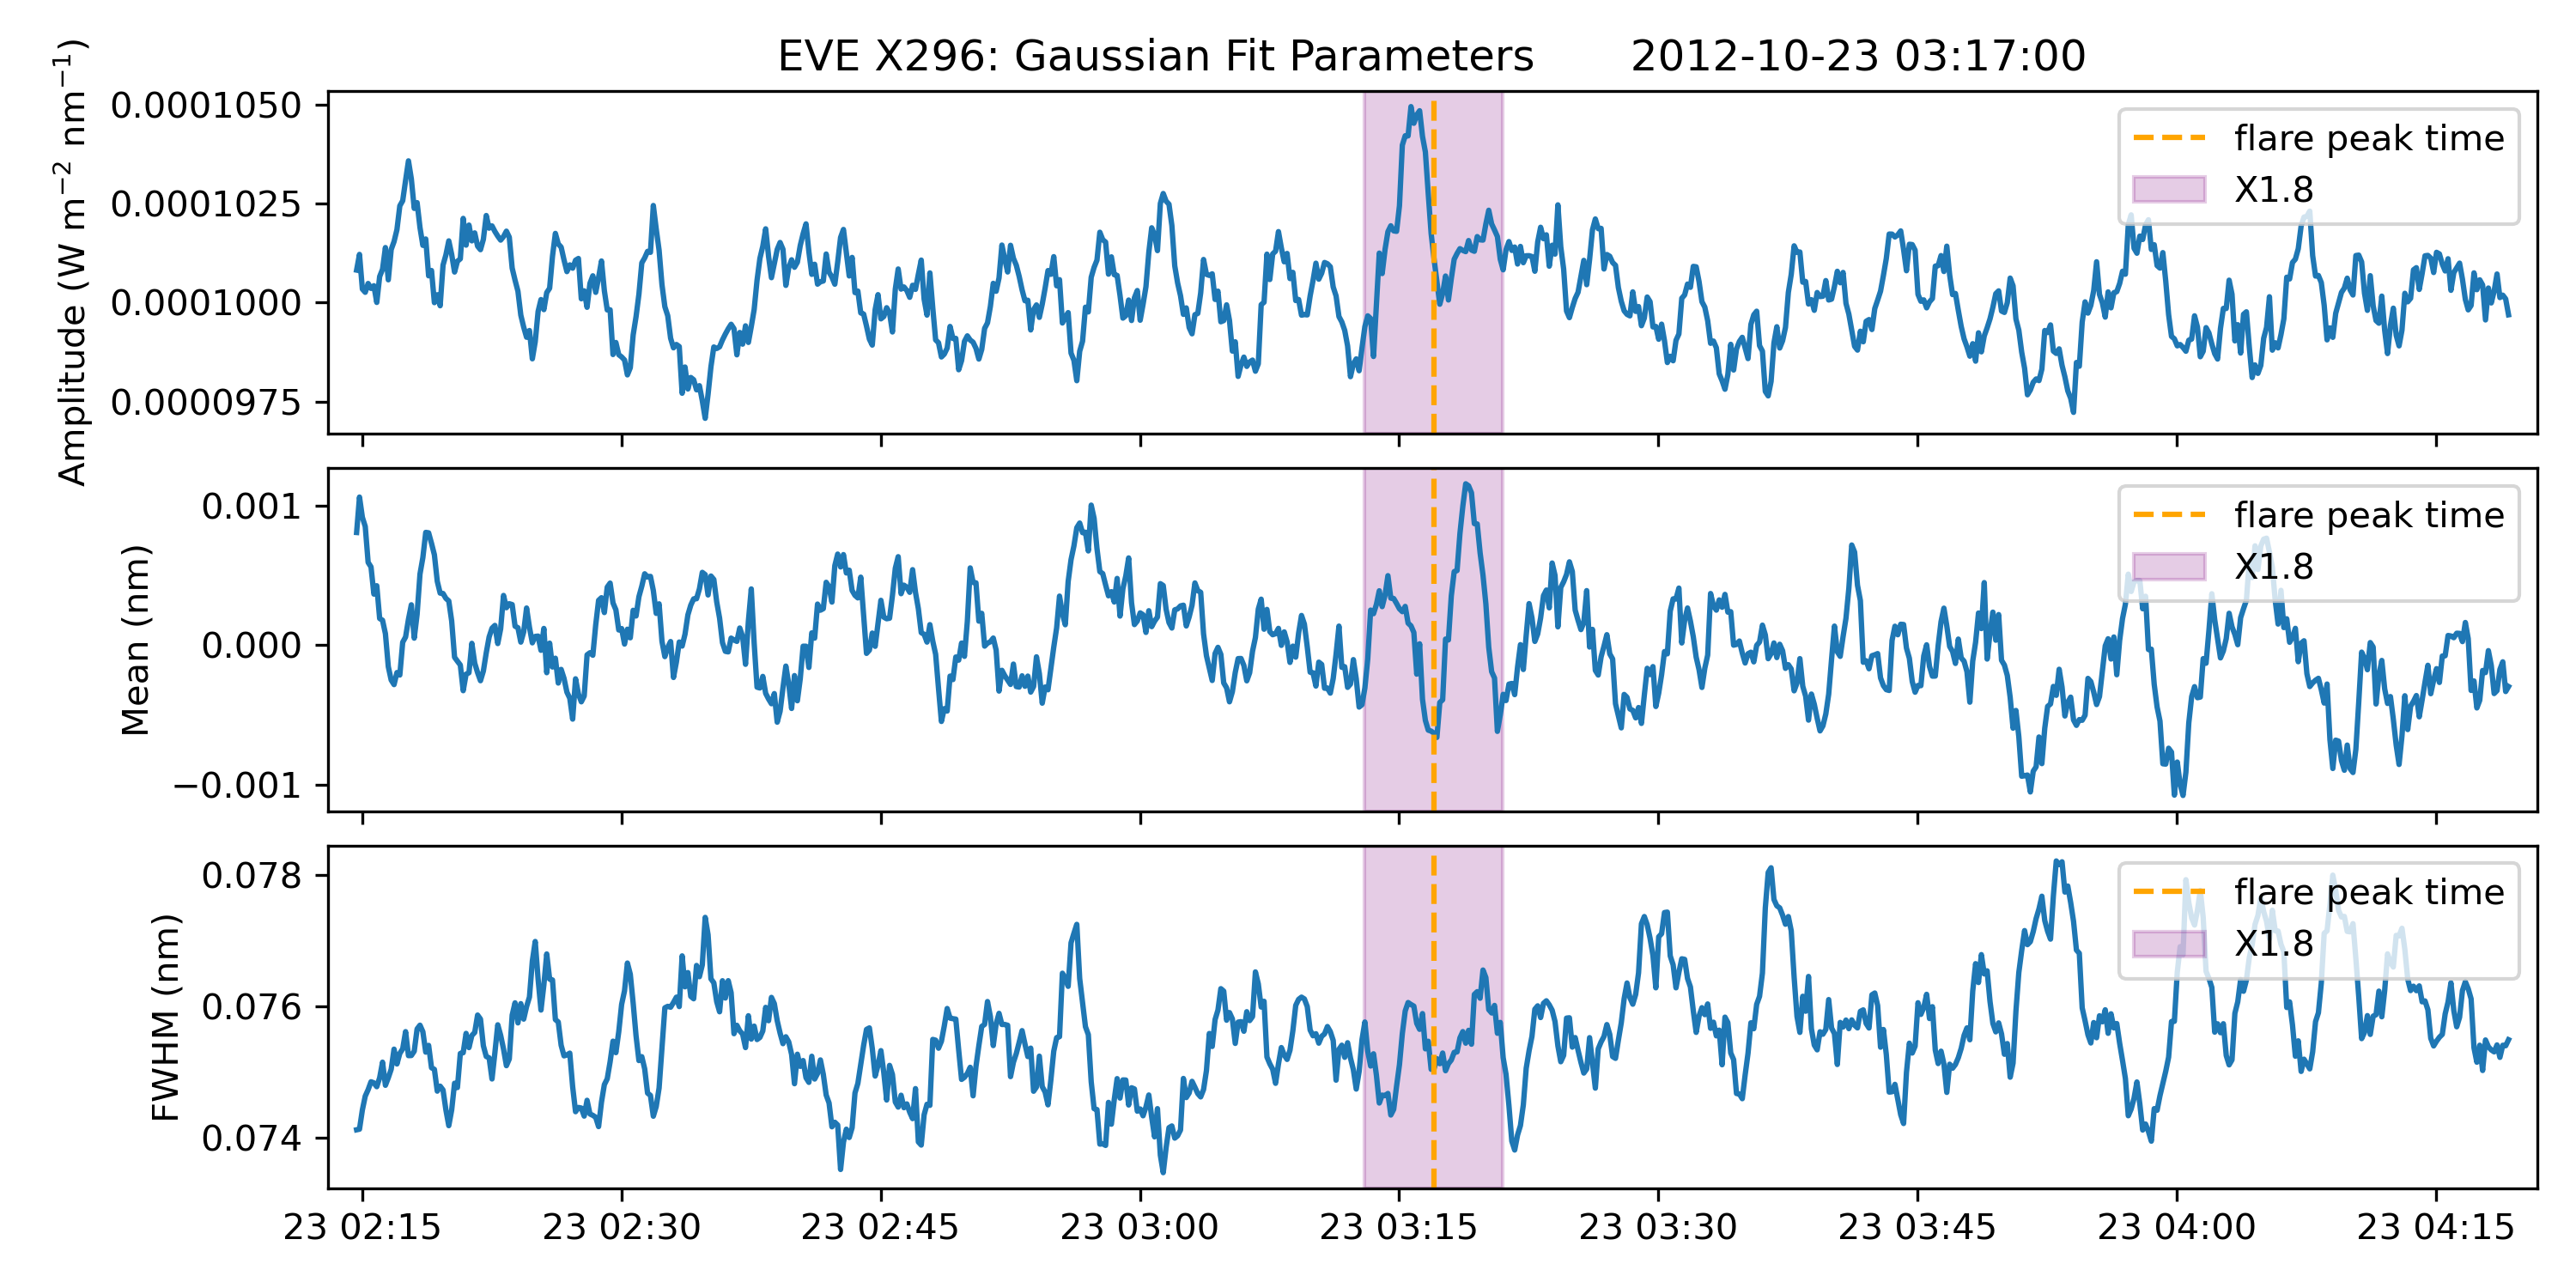 EVE X296: Gaussian Fit Parameters 2012-10-23 03:17:00
Amplitude (W m⁻² nm⁻¹)
0.0001050
0.0001025
0.0001000
0.0000975
flare peak time
X1.8
Mean (nm)
0.001
0.000
−0.001
flare peak time
X1.8
FWHM (nm)
0.078
0.076
0.074
flare peak time
X1.8
23 02:15 23 02:30 23 02:45 23 03:00 23 03:15 23 03:30 23 03:45 23 04:00 23 04:15